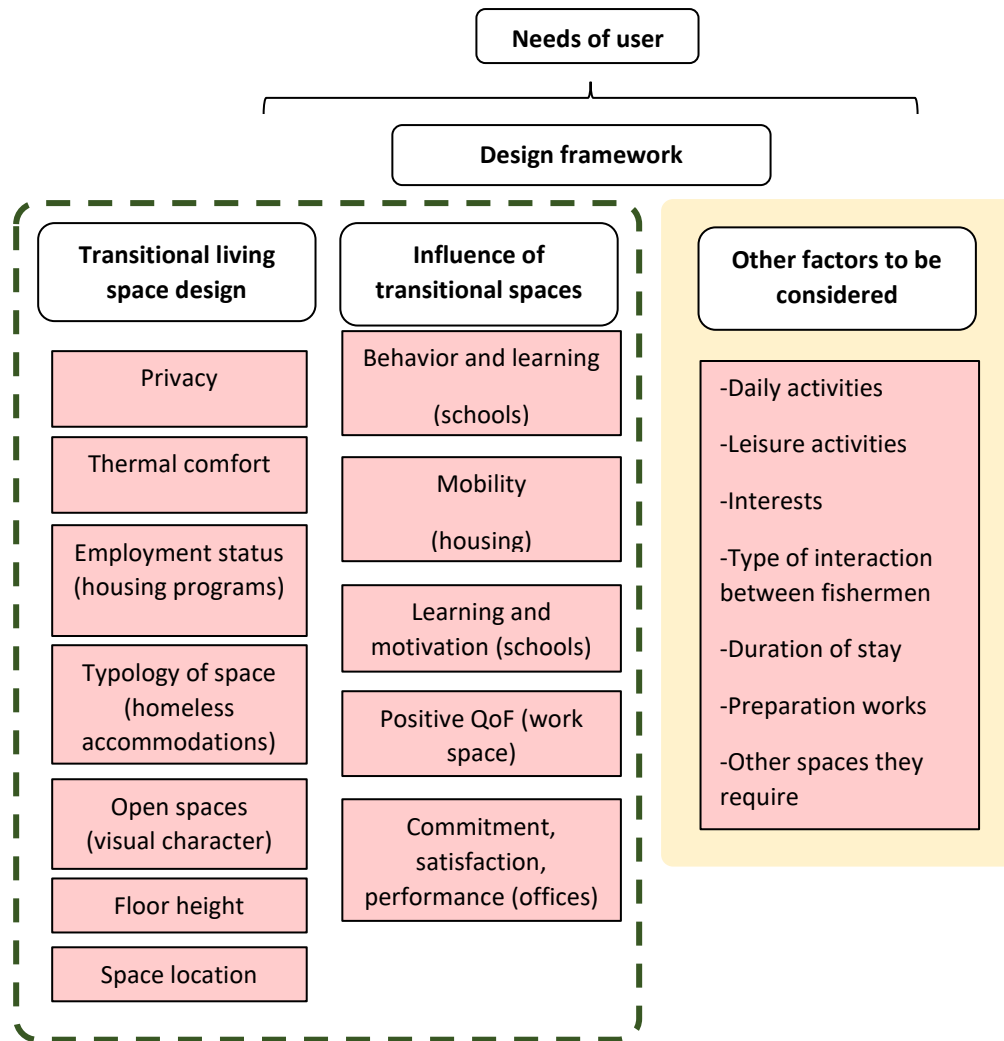 Needs of user
Design framework
Transitional living
space design
Privacy
Thermal comfort
Employment status
(housing programs)
Typology of space
(homeless
accommodations)
Open spaces
(visual character)
Floor height
Space location
Influence of
transitional spaces
Behavior and learning
(schools)
Mobility
(housing)
Learning and
motivation (schools)
Positive QoF (work
space)
Commitment,
satisfaction,
performance (offices)
Other factors to be
considered
-Daily activities
-Leisure activities
-Interests
-Type of interaction
between fishermen
-Duration of stay
-Preparation works
-Other spaces they
require